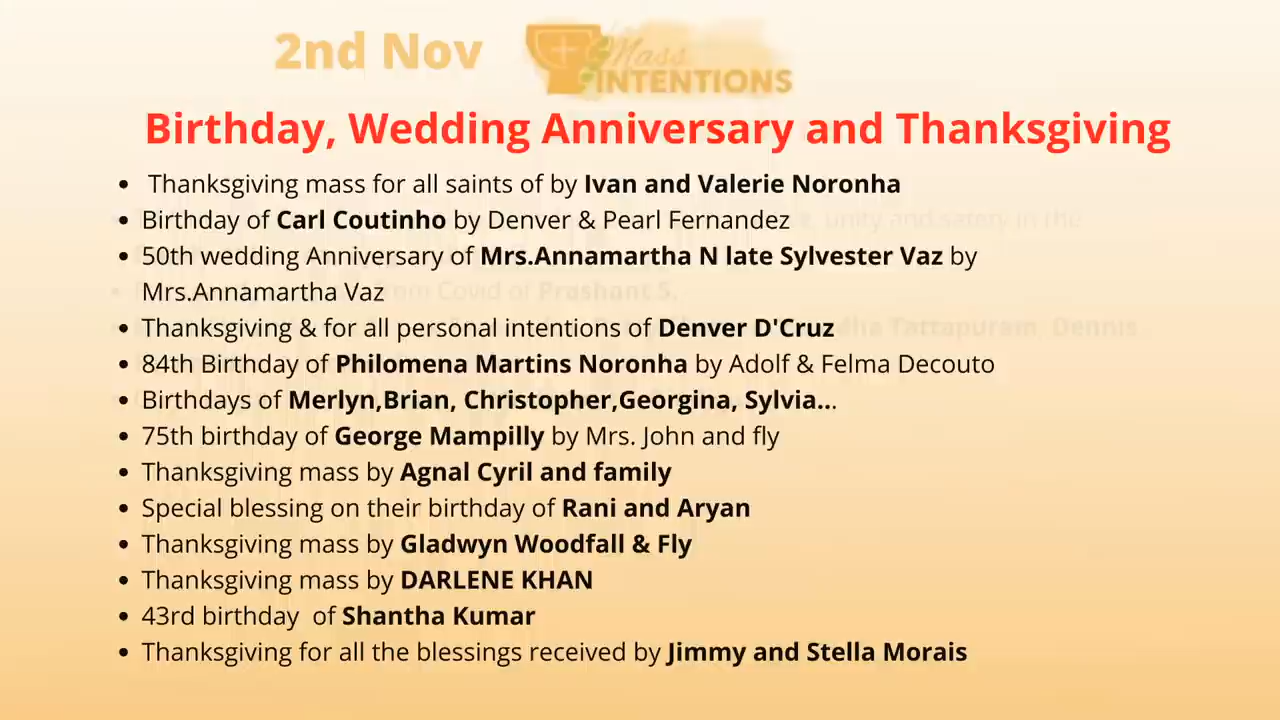 2nd Nov
Mass
INTENTIONS
Birthday, Wedding Anniversary and Thanksgiving
• Thanksgiving mass for all saints of by Ivan and Valerie Noronha
• Birthday of Carl Coutinho by Denver & Pearl Fernandez
• 50th wedding Anniversary of Mrs.Annamartha N late Sylvester Vaz by
Mrs.Annamartha Vaz
• Thanksgiving & for all personal intentions of Denver D'Cruz
• 84th Birthday of Philomena Martins Noronha by Adolf & Felma Decouto
• Birthdays of Merlyn,Brian, Christopher,Georgina, Sylvia...
• 75th birthday of George Mampilly by Mrs. John and fly
• Thanksgiving mass by Agnal Cyril and family
• Special blessing on their birthday of Rani and Aryan
• Thanksgiving mass by Gladwyn Woodfall & Fly
• Thanksgiving mass by DARLENE KHAN
• 43rd birthday  of Shantha Kumar
• Thanksgiving for all the blessings received by Jimmy and Stella Morais